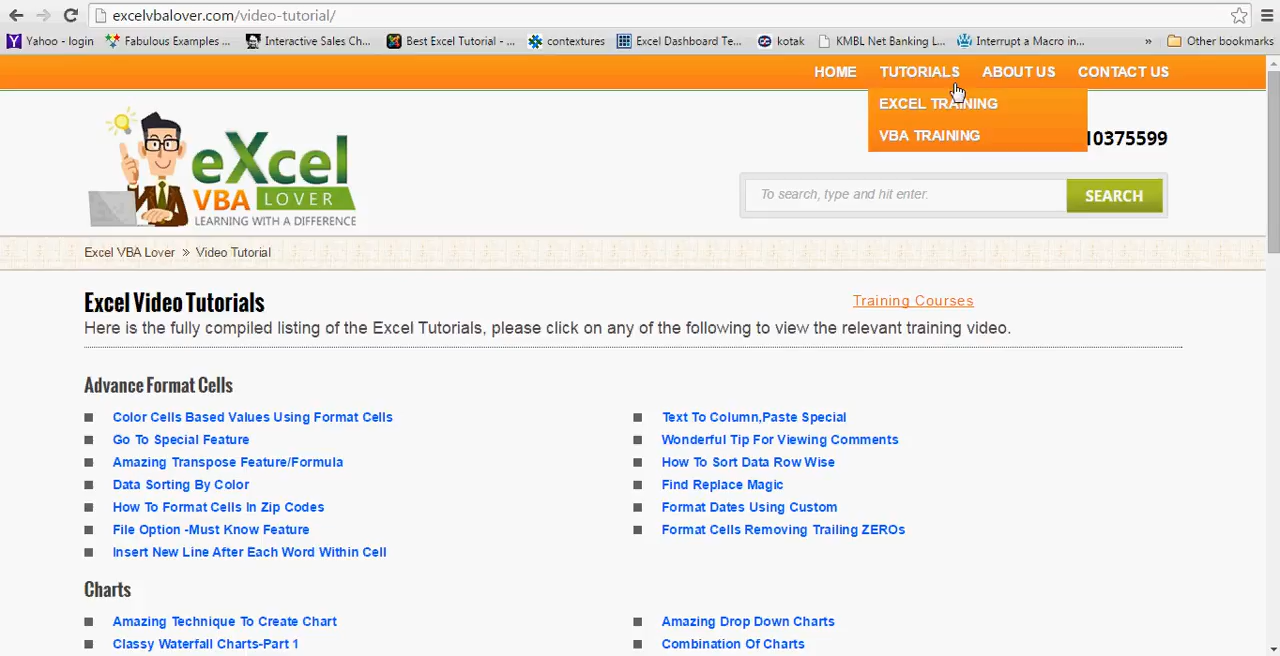 excelvbalover.com/video-tutorial/
Yahoo - login Fabulous Examples ... Interactive Sales Ch... Best Excel Tutorial - ... contextures Excel Dashboard Te... kotak KMBL Net Banking L... Interrupt a Macro in... » Other bookmarks
HOME TUTORIALS ABOUT US CONTACT US
EXCEL TRAINING
VBA TRAINING
10375599
eXcel
VBA LOVER
LEARNING WITH A DIFFERENCE
To search, type and hit enter. SEARCH
Excel VBA Lover » Video Tutorial
Excel Video Tutorials Training Courses
Here is the fully compiled listing of the Excel Tutorials, please click on any of the following to view the relevant training video.
Advance Format Cells
Color Cells Based Values Using Format Cells Text To Column,Paste Special
Go To Special Feature Wonderful Tip For Viewing Comments
Amazing Transpose Feature/Formula How To Sort Data Row Wise
Data Sorting By Color Find Replace Magic
How To Format Cells In Zip Codes Format Dates Using Custom
File Option -Must Know Feature Format Cells Removing Trailing ZEROs
Insert New Line After Each Word Within Cell
Charts
Amazing Technique To Create Chart Amazing Drop Down Charts
Classy Waterfall Charts-Part 1 Combination Of Charts